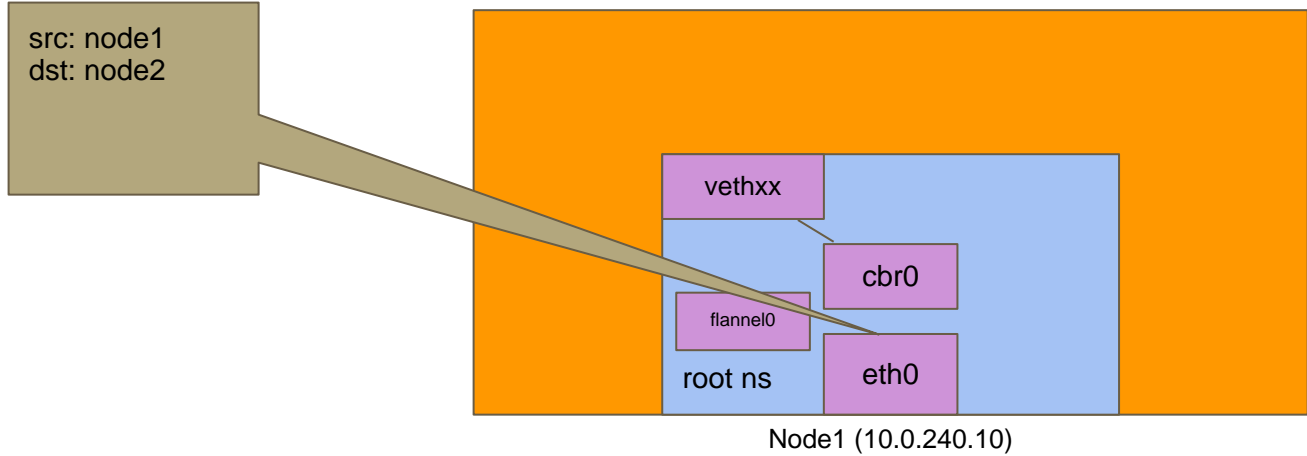 src: node1
dst: node2
vethxx
cbr0
flannel0
root ns
eth0
Node1 (10.0.240.10)